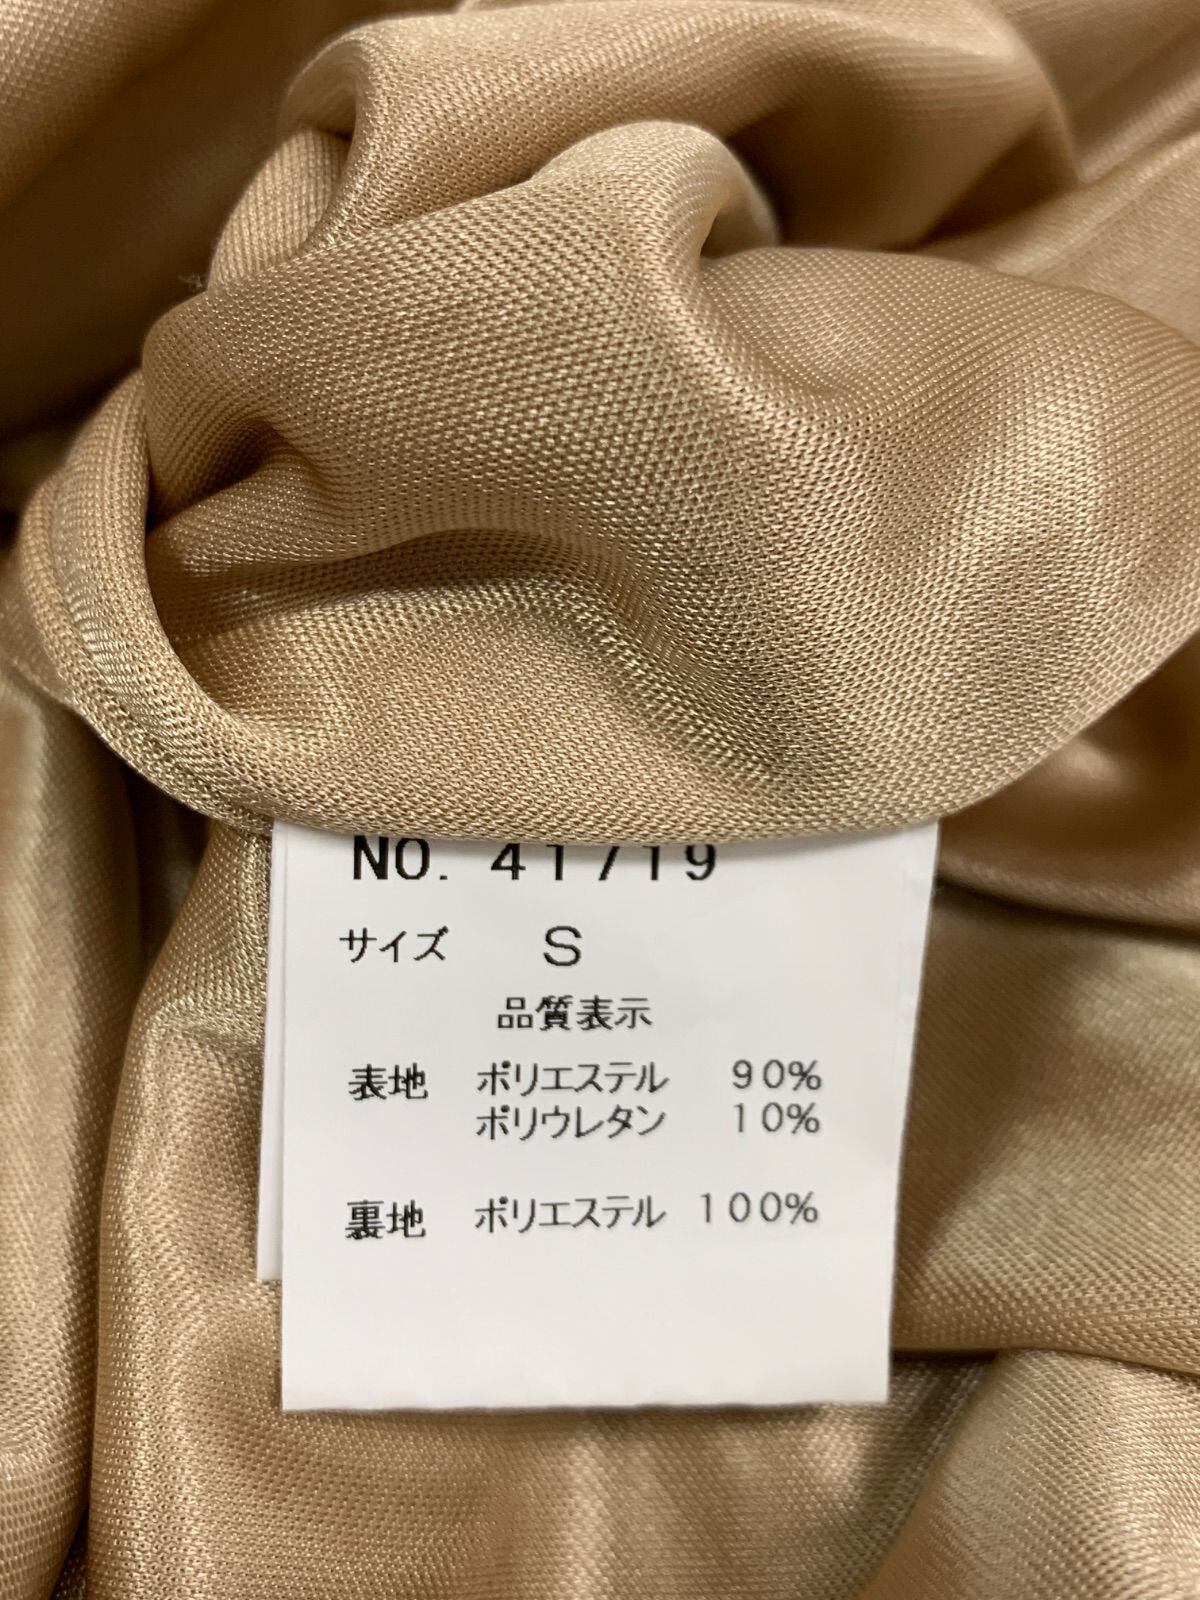 NO. 41719
サイズ S
品質表示
表地 ポリエステル 90%
ポリウレタン 10%
裏地 ポリエステル 100%